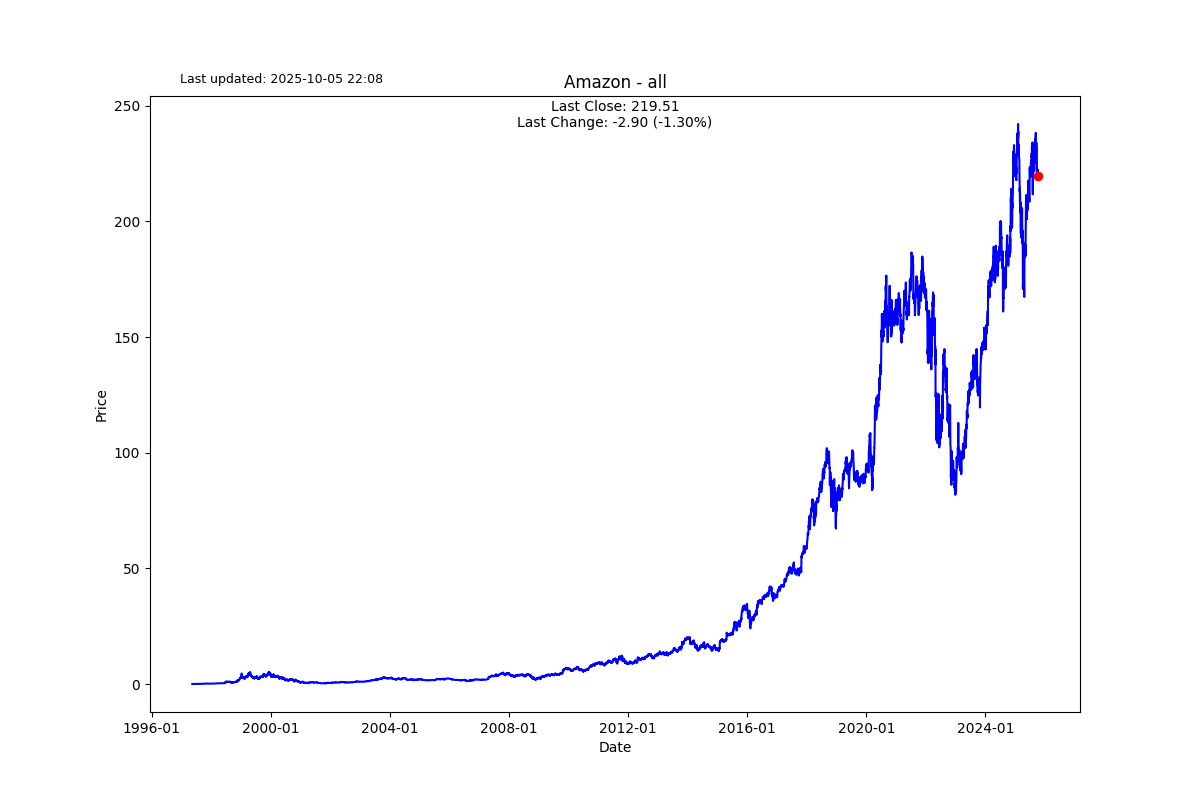 Last updated: 2025-10-05 22:08
Amazon - all
Last Close: 219.51
Last Change: -2.90 (-1.30%)
250
200
150
100
50
0
Price
1996-01
2000-01
2004-01
2008-01
2012-01
2016-01
2020-01
2024-01
Date